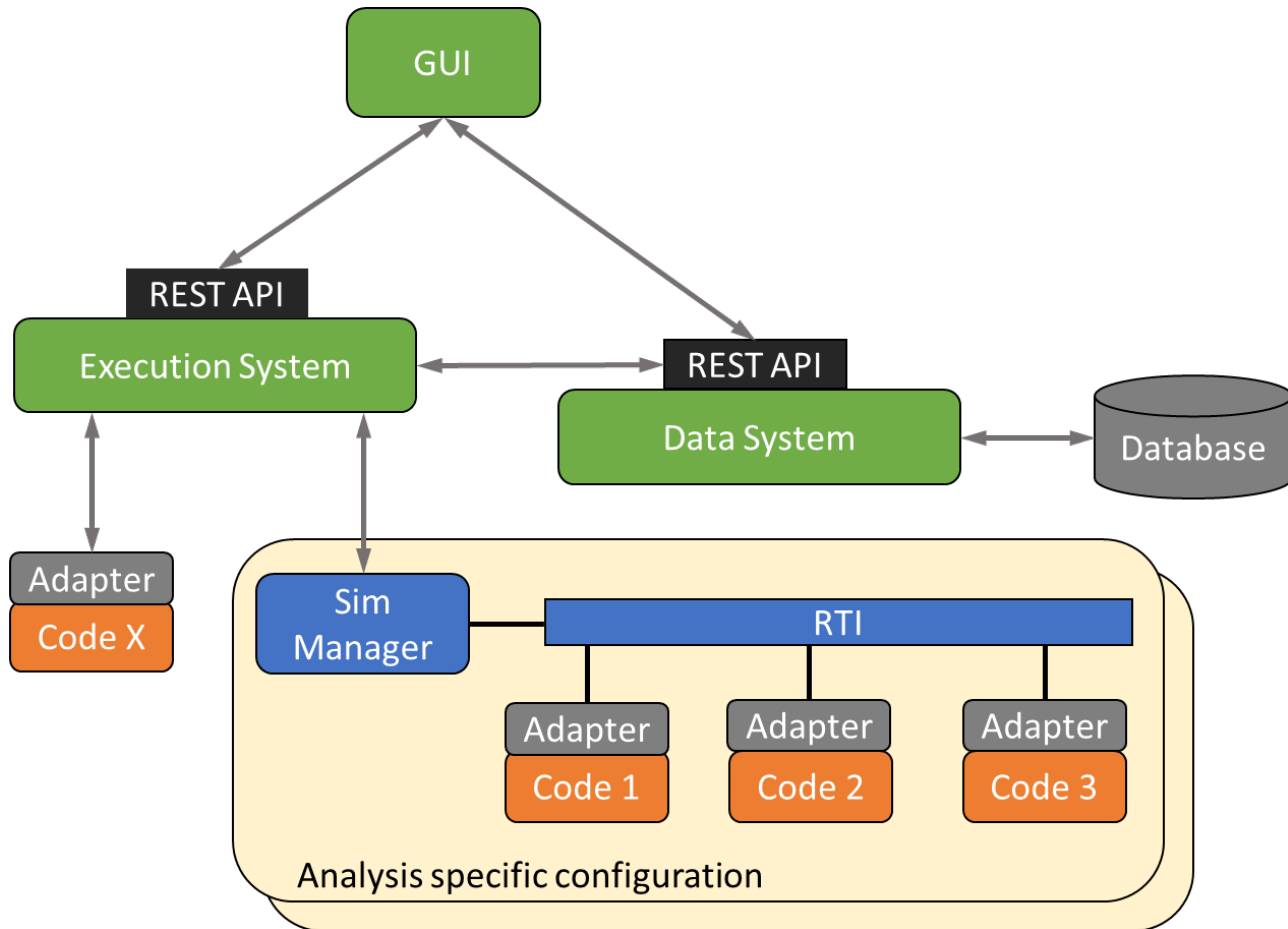 GUI
REST API
Execution System
REST API
Data System
Database
Adapter
Code X
Sim
Manager
RTI
Adapter
Code 1
Adapter
Code 2
Adapter
Code 3
Analysis specific configuration